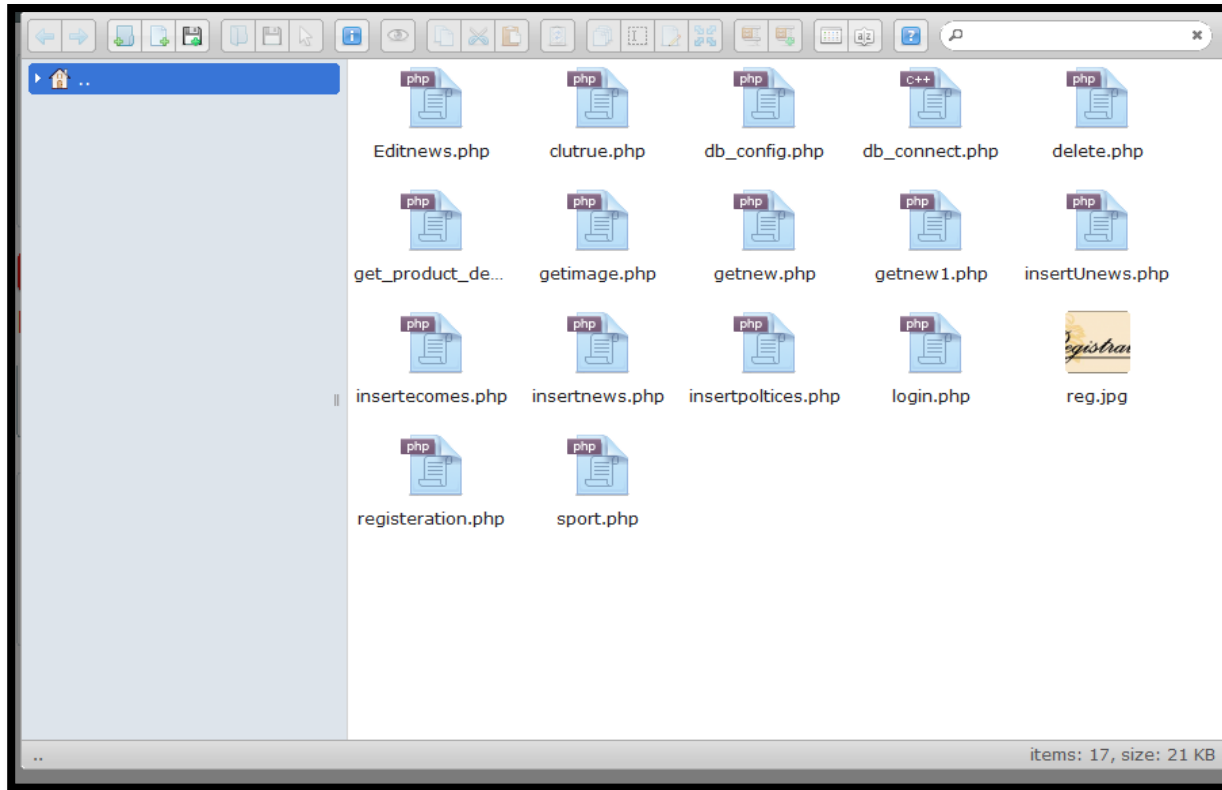 ..
php php php C++ php
Editnews.php clutrue.php db_config.php db_connect.php delete.php
php php php php php
get_product_de... getimage.php getnew.php getnew1.php insertUnews.php
php php php php
insertecomes.php insertnews.php insertpoltices.php login.php reg.jpg
php php
registeration.php sport.php
.. items: 17, size: 21 KB